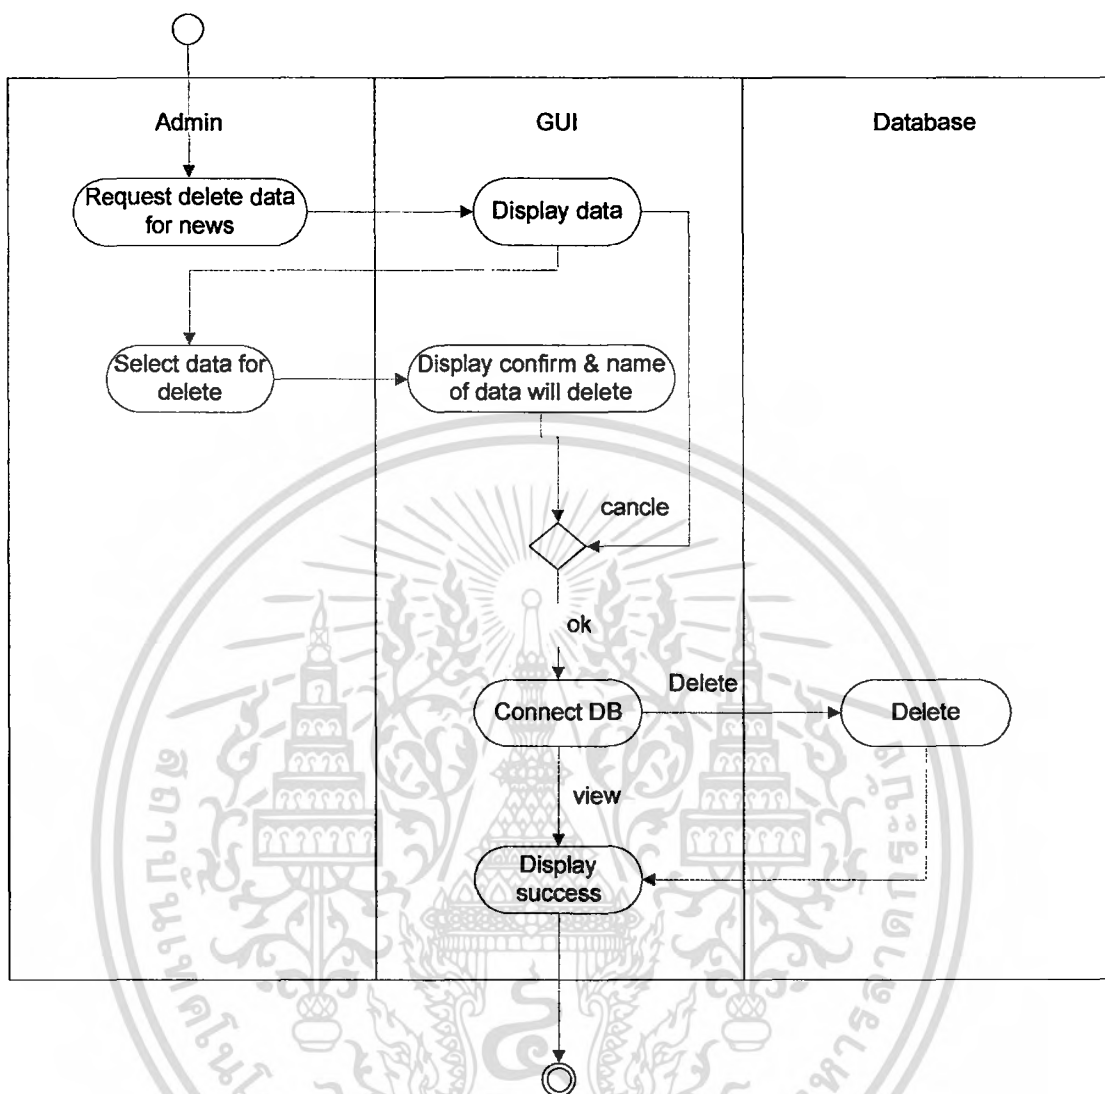 Admin
GUI
Database
Request delete data
for news
Display data
Select data for
delete
Display confirm & name
of data will delete
cancle
ok
Connect DB
Delete
Delete
view
Display
success